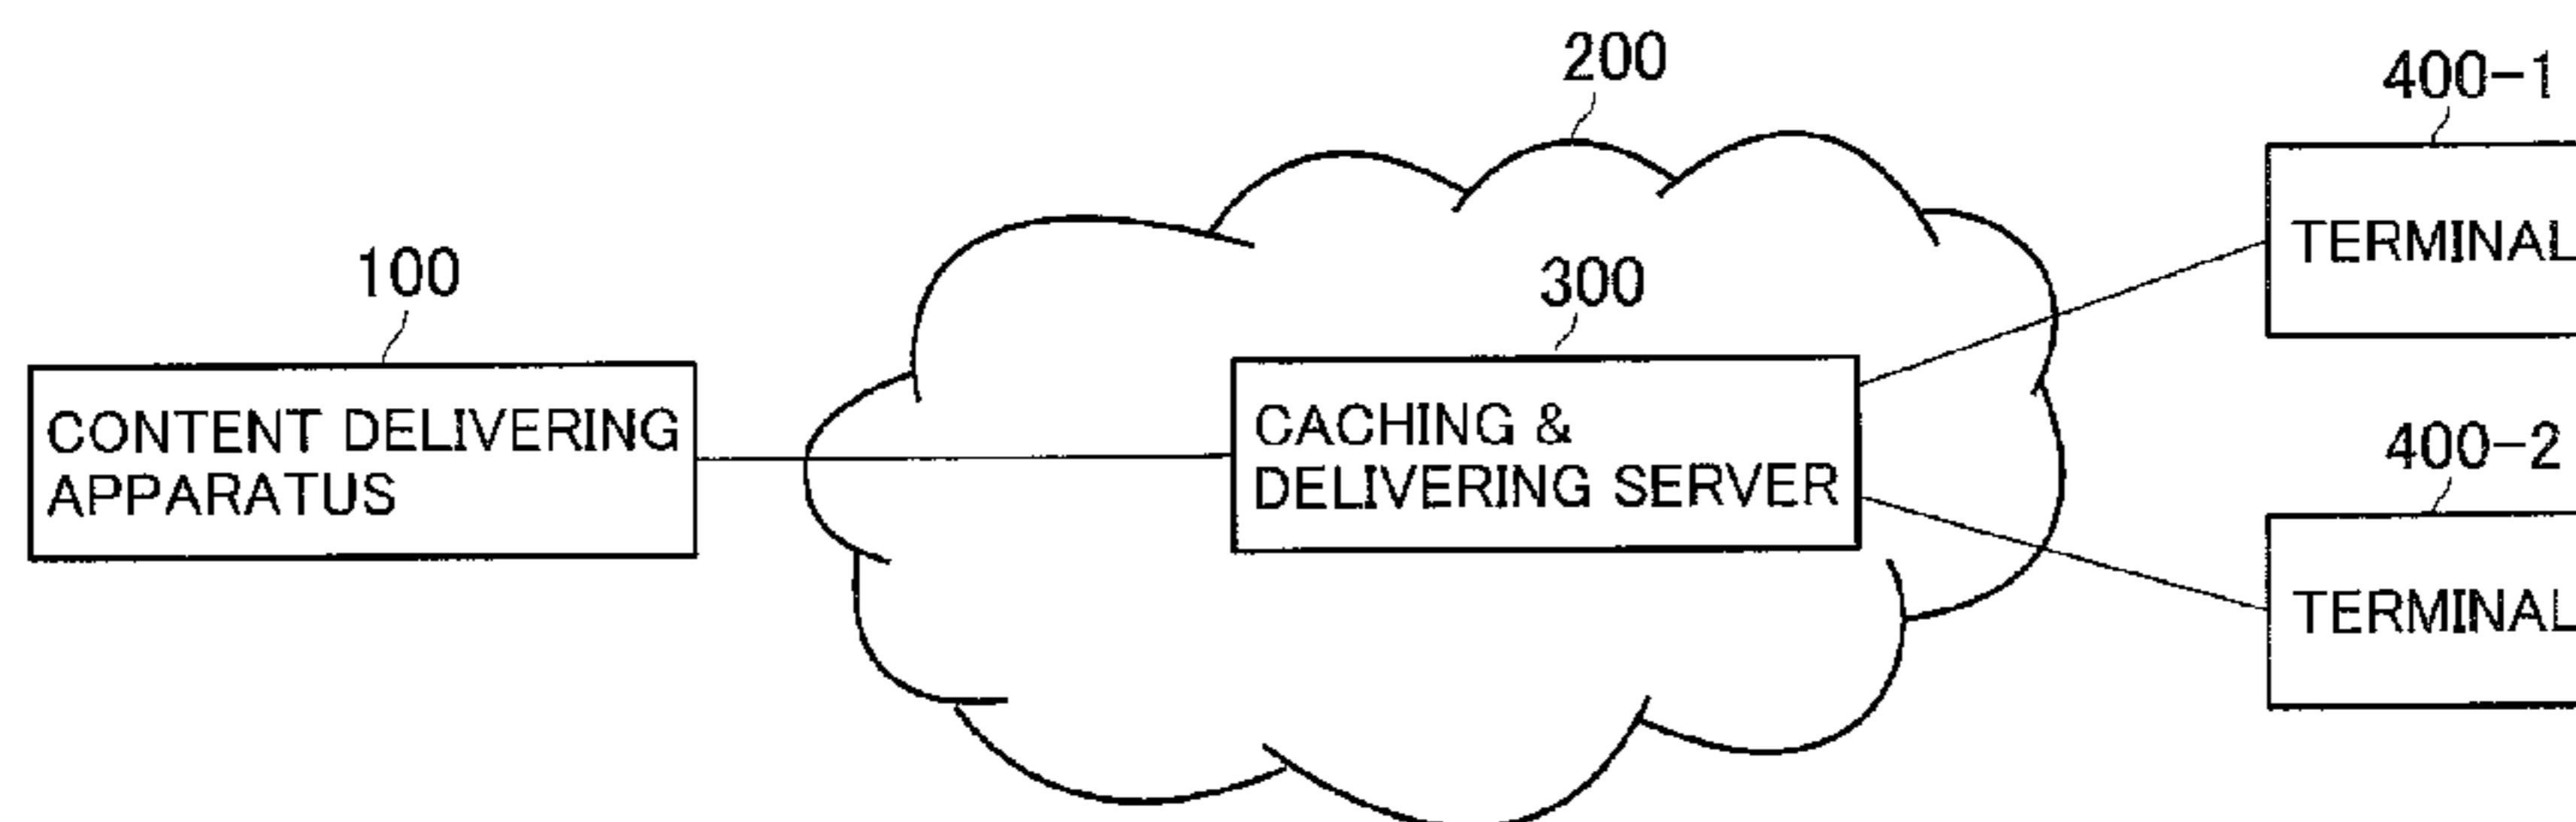 200
400-1
TERMINAL
300
100
CONTENT DELIVERING
APPARATUS
CACHING &
DELIVERING SERVER
400-2
TERMINAL